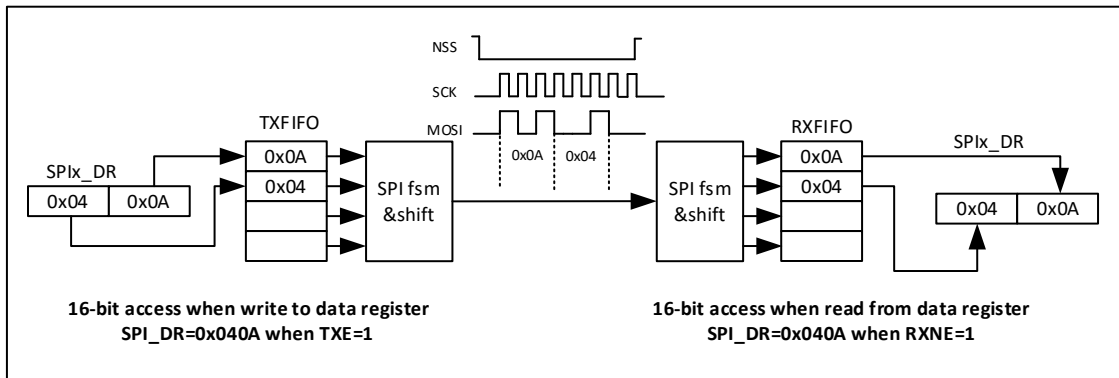 NSS
SCK
MOSI
0x0A 0x04
TXFIFO
0x0A
0x04
SPIx_DR
0x04 0x0A
SPI fsm
&shift
SPI fsm
&shift
RXFIFO
0x0A
0x04
SPIx_DR
0x04 0x0A
16-bit access when write to data register
SPI_DR=0x040A when TXE=1
16-bit access when read from data register
SPI_DR=0x040A when RXNE=1